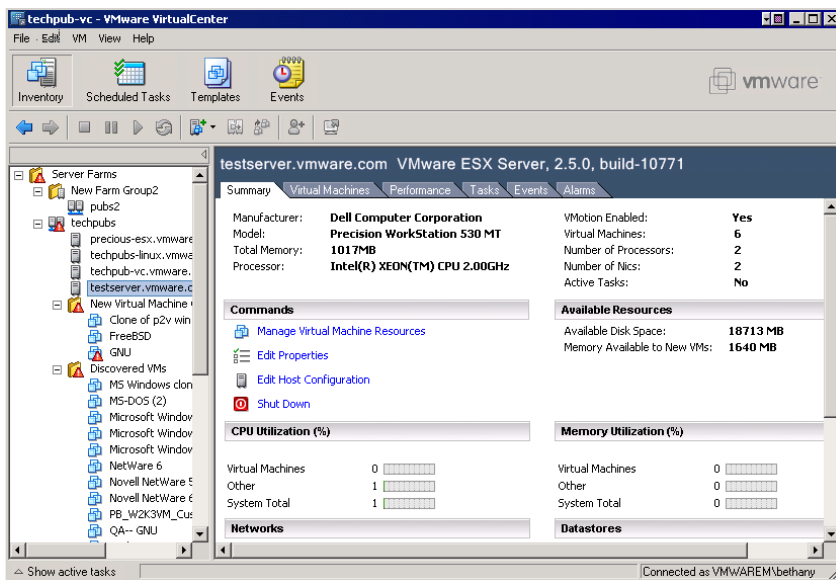 techpub-vc - VMware VirtualCenter
File Edit VM View Help
Inventory Scheduled Tasks Templates Events
vmware
testserver.vmware.com VMware ESX Server, 2.5.0, build-10771
Summary Virtual Machines Performance Tasks Events Alarms
Server Farms
New Farm Group2
pubs2
techpubs
precious-esx.vmware
techpubs-linux.vmwa
techpub-vc.vmware.
testserver.vmware.c
New Virtual Machine
Clone of p2v win
FreeBSD
GNU
Discovered VMs
MS Windows clon
MS-DOS (2)
Microsoft Window
Microsoft Window
Microsoft Window
NetWare 6
Novell NetWare 5
Novell NetWare 6
PB_W2K3VM_Cus
QA-- GNU
Manufacturer: Dell Computer Corporation
Model: Precision WorkStation 530 MT
Total Memory: 1017MB
Processor: Intel(R) XEON(TM) CPU 2.00GHz
VMotion Enabled: Yes
Virtual Machines: 6
Number of Processors: 2
Number of Nics: 2
Active Tasks: No
Commands
Manage Virtual Machine Resources
Edit Properties
Edit Host Configuration
Shut Down
Available Resources
Available Disk Space: 18713 MB
Memory Available to New VMs: 1640 MB
CPU Utilization (%)
Virtual Machines 0
Other 1
System Total 1
Memory Utilization (%)
Virtual Machines 0
Other 0
System Total 0
Networks
Datastores
Show active tasks
Connected as VMWAREM\bethany